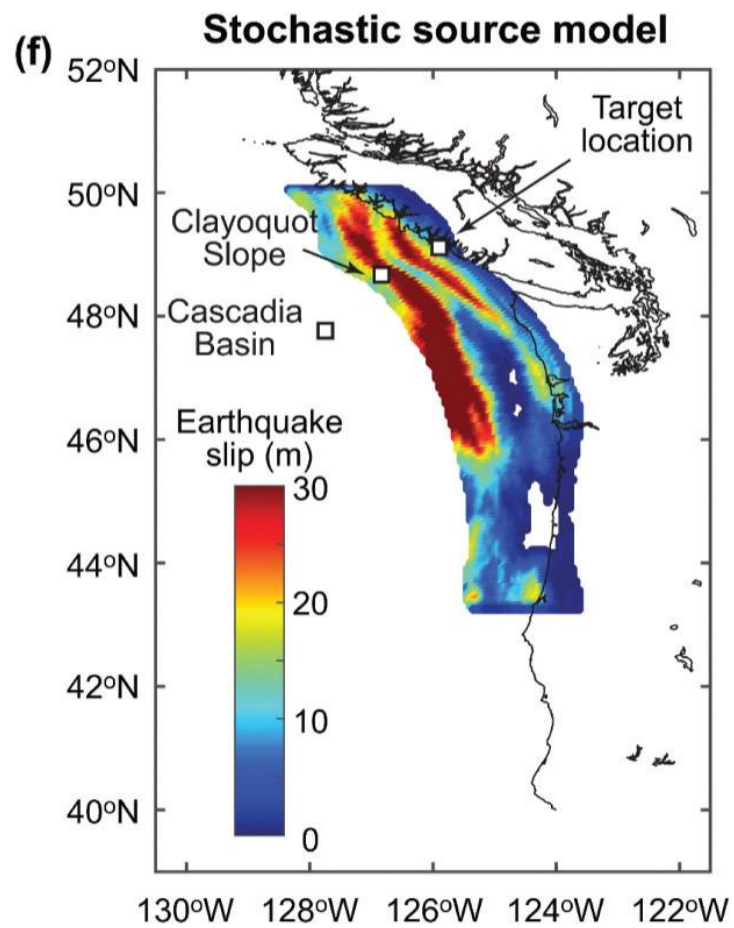 Stochastic source model
(f)
52°N
50°N
48°N
46°N
44°N
42°N
40°N
Target
location
Clayoquot
Slope
Cascadia
Basin
Earthquake
slip (m)
30
20
10
0
130°W
128°W
126°W
124°W
122°W